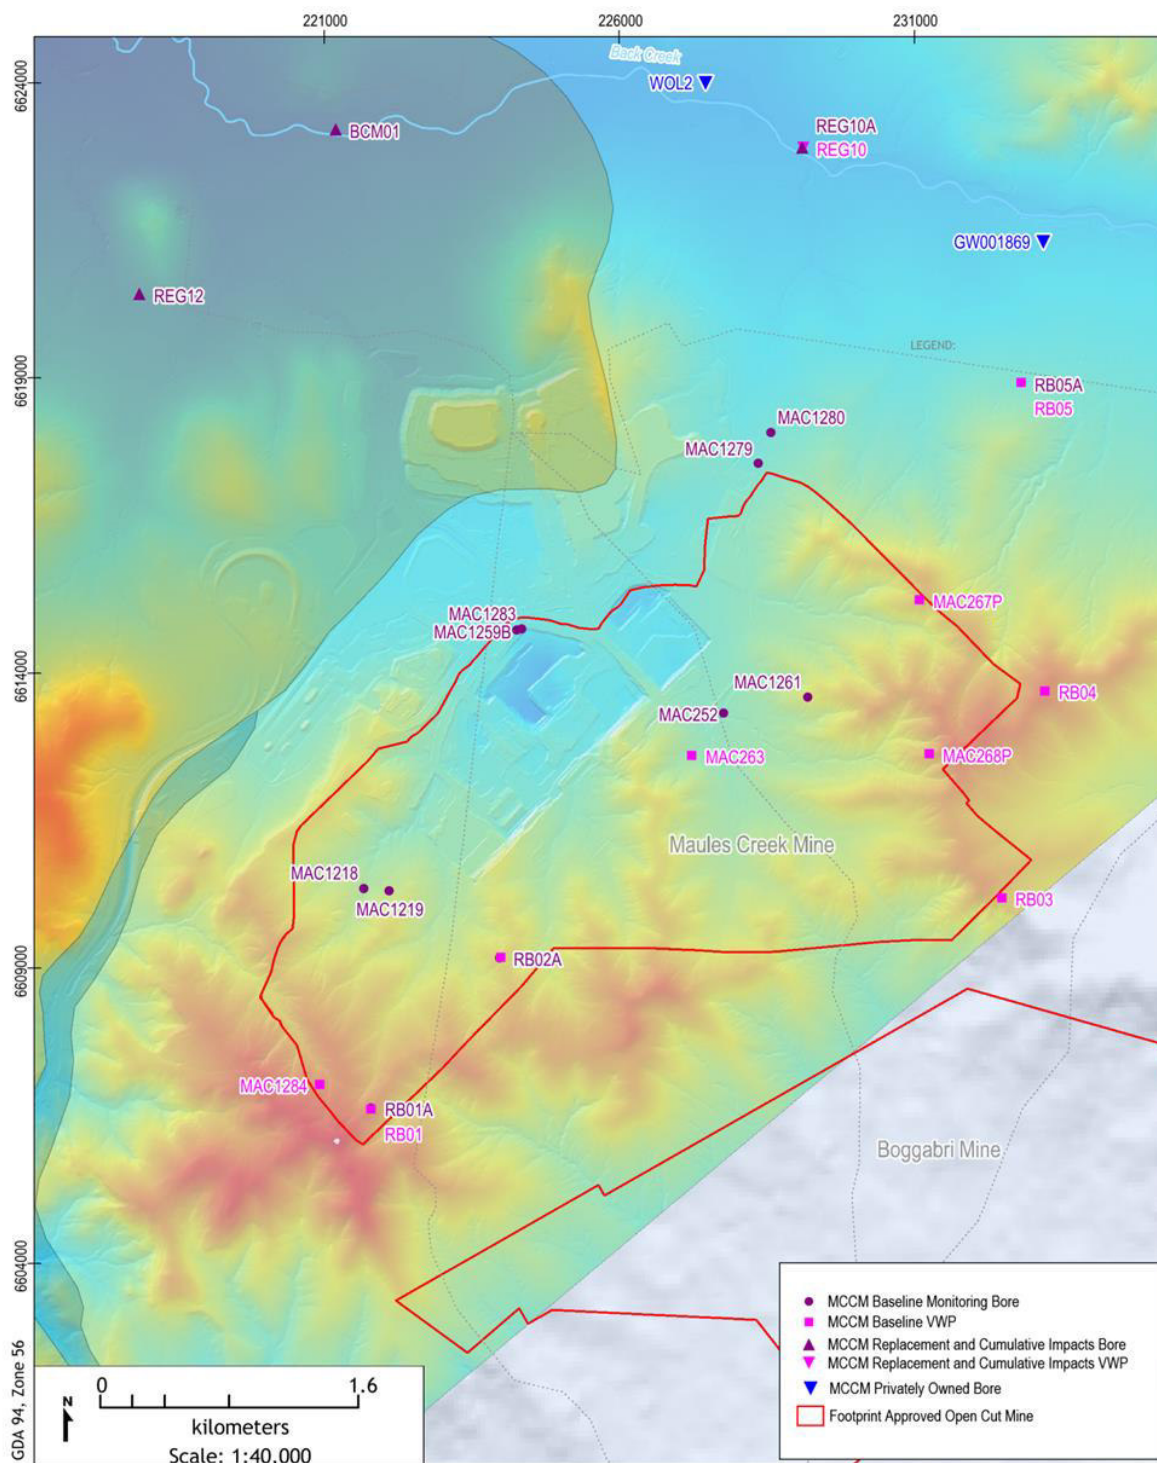 221000
226000
231000
6624000
6619000
6614000
6609000
6604000
Back Creek
WOL2
BCM01
REG10A
REG10
GW001869
REG12
LEGEND:
RB05A
RB05
MAC1280
MAC1279
MAC1283
MAC1259B
MAC267P
MAC1261
RB04
MAC252
MAC263
MAC268P
Maules Creek Mine
MAC1218
MAC1219
RB03
RB02A
MAC1284
RB01A
RB01
Boggabri Mine
MCCM Baseline Monitoring Bore
MCCM Baseline VWP
MCCM Replacement and Cumulative Impacts Bore
MCCM Replacement and Cumulative Impacts VWP
MCCM Privately Owned Bore
Footprint Approved Open Cut Mine
GDA 94, Zone 56
N
0 1.6
kilometers
Scale: 1:40,000